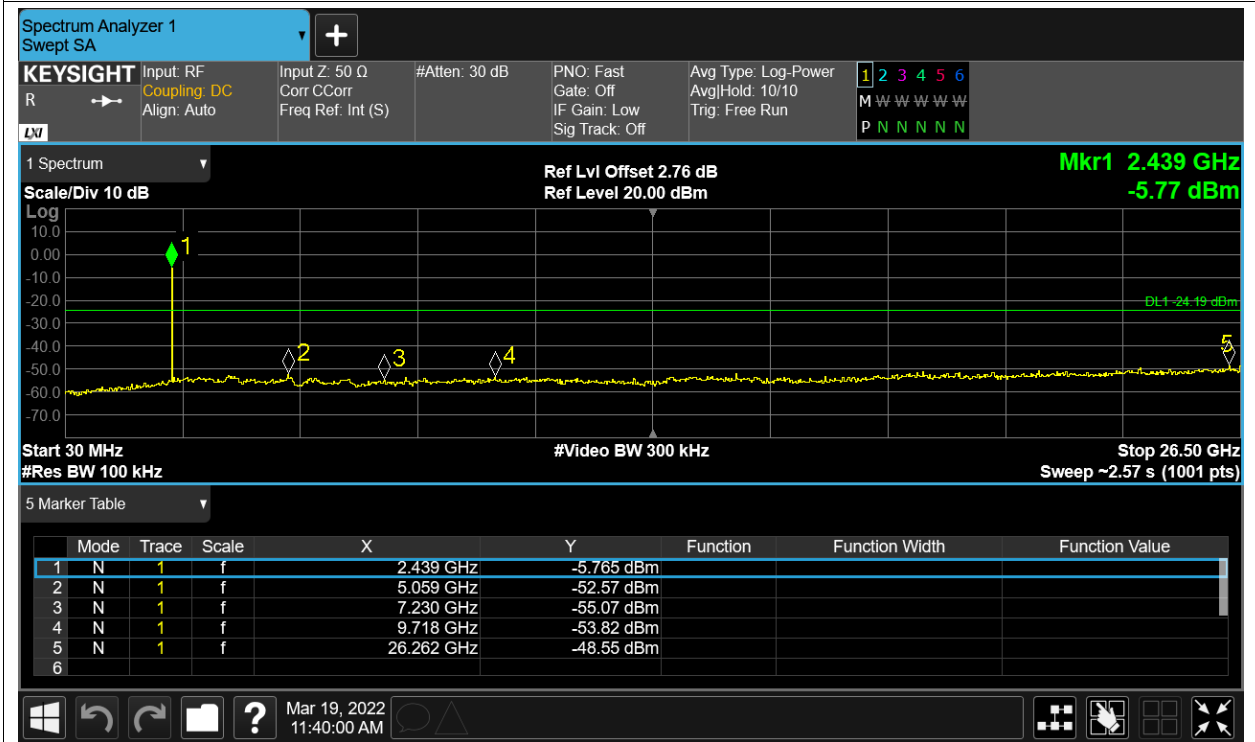 Spectrum Analyzer 1
Swept SA
+
KEYSIGHT Input: RF Input Z: 50 Ω #Atten: 30 dB PNO: Fast Avg Type: Log-Power 1 2 3 4 5 6
R Coupling: DC Corr CCorr Gate: Off Avg|Hold: 10/10 M W W W W W
Align: Auto Freq Ref: Int (S) IF Gain: Low Trig: Free Run
LXI Sig Track: Off P N N N N N
1 Spectrum Ref Lvl Offset 2.76 dB Mkr1 2.439 GHz
Scale/Div 10 dB Ref Level 20.00 dBm -5.77 dBm
Log
10.0
0.00
-10.0
-20.0
-30.0
-40.0
-50.0
-60.0
-70.0
1
DL1 -24.19 dBm
2 3 4 5
Start 30 MHz #Video BW 300 kHz Stop 26.50 GHz
#Res BW 100 kHz Sweep ~2.57 s (1001 pts)
5 Marker Table
Mode Trace Scale X Y Function Function Width Function Value
1 N 1 f 2.439 GHz -5.765 dBm
2 N 1 f 5.059 GHz -52.57 dBm
3 N 1 f 7.230 GHz -55.07 dBm
4 N 1 f 9.718 GHz -53.82 dBm
5 N 1 f 26.262 GHz -48.55 dBm
6
? Mar 19, 2022
11:40:00 AM